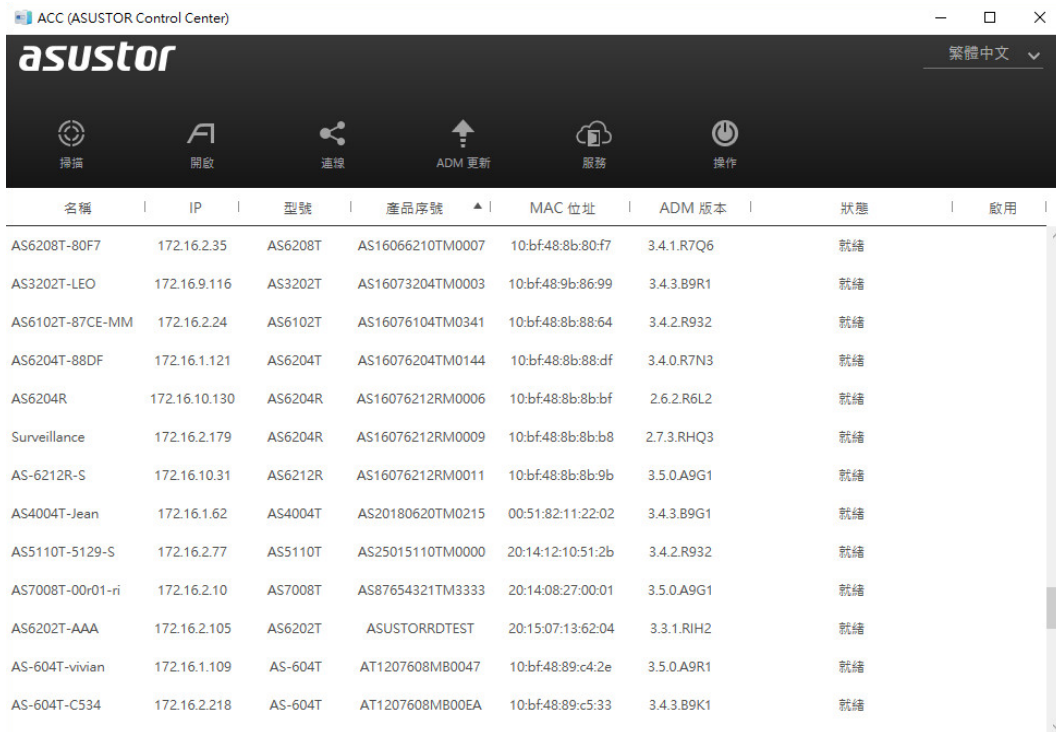 ACC (ASUSTOR Control Center)
asustor
繁體中文
掃描 開啟 連線 ADM 更新 服務 操作
名稱 IP 型號 產品序號 MAC 位址 ADM 版本 狀態 啟用
AS6208T-80F7 172.16.2.35 AS6208T AS16066210TM0007 10:bf:48:8b:80:f7 3.4.1.R7Q6 就緒
AS3202T-LEO 172.16.9.116 AS3202T AS16073204TM0003 10:bf:48:9b:86:99 3.4.3.B9R1 就緒
AS6102T-87CE-MM 172.16.2.24 AS6102T AS16076104TM0341 10:bf:48:8b:88:64 3.4.2.R932 就緒
AS6204T-88DF 172.16.1.121 AS6204T AS16076204TM0144 10:bf:48:8b:88:df 3.4.0.R7N3 就緒
AS6204R 172.16.10.130 AS6204R AS16076212RM0006 10:bf:48:8b:8b:bf 2.6.2.R6L2 就緒
Surveillance 172.16.2.179 AS6204R AS16076212RM0009 10:bf:48:8b:8b:b8 2.7.3.RHQ3 就緒
AS-6212R-S 172.16.10.31 AS6212R AS16076212RM0011 10:bf:48:8b:8b:9b 3.5.0.A9G1 就緒
AS4004T-Jean 172.16.1.62 AS4004T AS20180620TM0215 00:51:82:11:22:02 3.4.3.B9G1 就緒
AS5110T-5129-S 172.16.2.77 AS5110T AS25015110TM0000 20:14:12:10:51:2b 3.4.2.R932 就緒
AS7008T-00r01-ri 172.16.2.10 AS7008T AS87654321TM3333 20:14:08:27:00:01 3.5.0.A9G1 就緒
AS6202T-AAA 172.16.2.105 AS6202T ASUSTORRDTEST 20:15:07:13:62:04 3.3.1.RIH2 就緒
AS-604T-vivian 172.16.1.109 AS-604T AT1207608MB0047 10:bf:48:89:c4:2e 3.5.0.A9R1 就緒
AS-604T-C534 172.16.2.218 AS-604T AT1207608MB00EA 10:bf:48:89:c5:33 3.4.3.B9K1 就緒